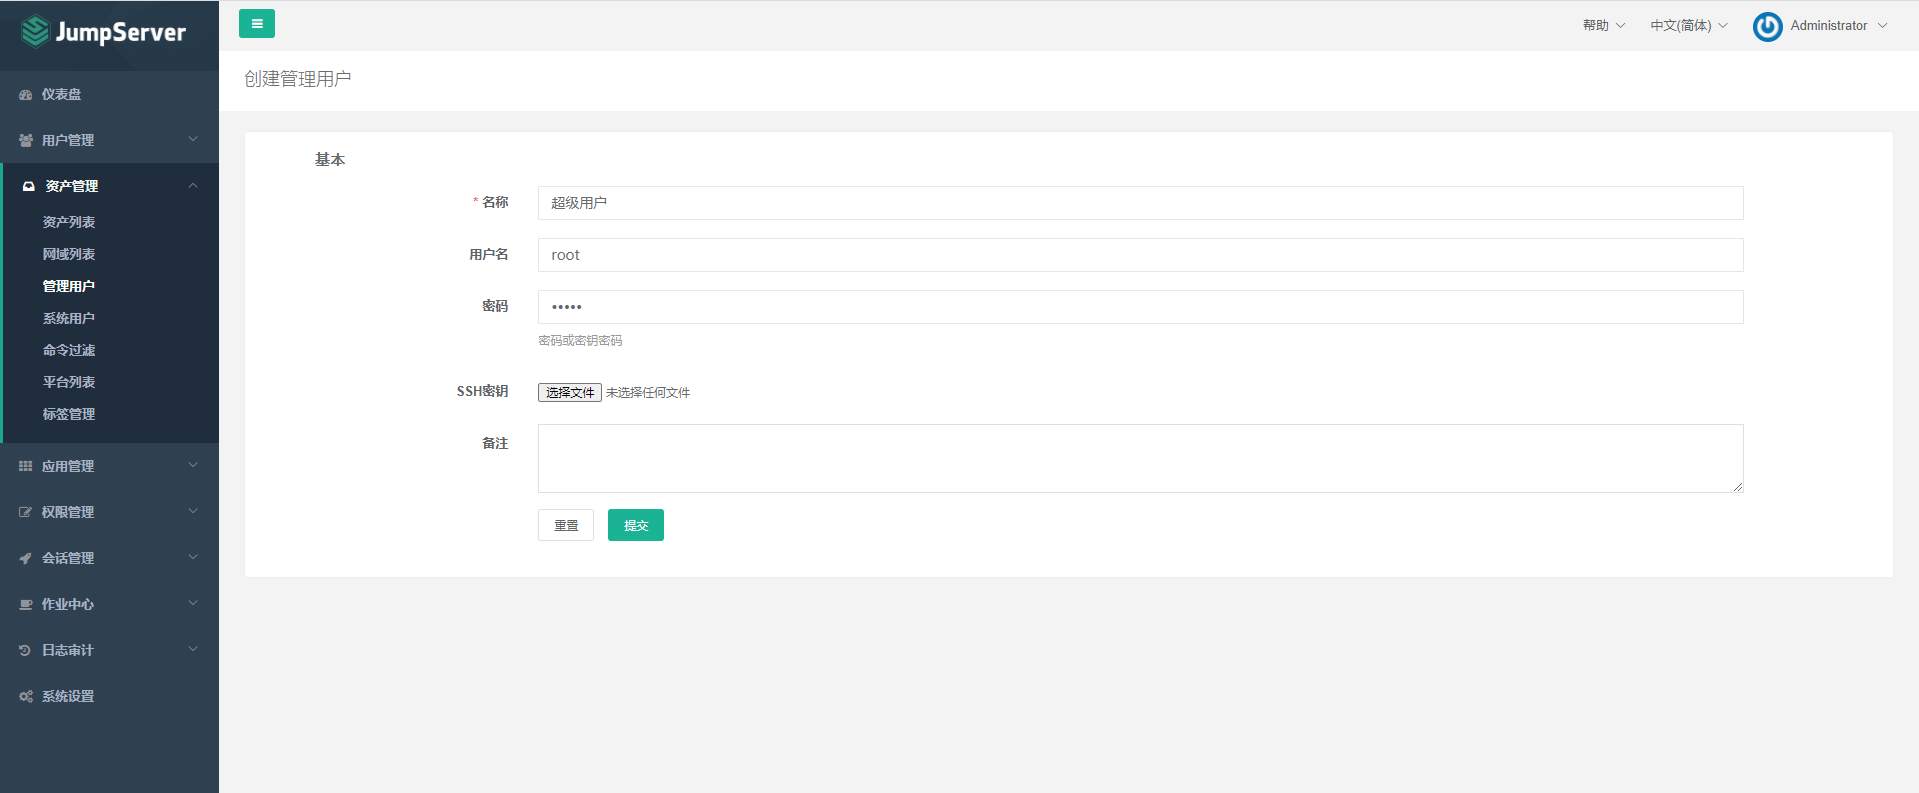 JumpServer
帮助
中文(简体)
Administrator
创建管理用户
仪表盘
用户管理
资产管理
资产列表
网域列表
管理用户
系统用户
命令过滤
平台列表
标签管理
应用管理
权限管理
会话管理
作业中心
日志审计
系统设置
基本
* 名称 超级用户
用户名 root
密码 •••••
密码或密钥密码
SSH密钥 选择文件 未选择任何文件
备注
重置 提交